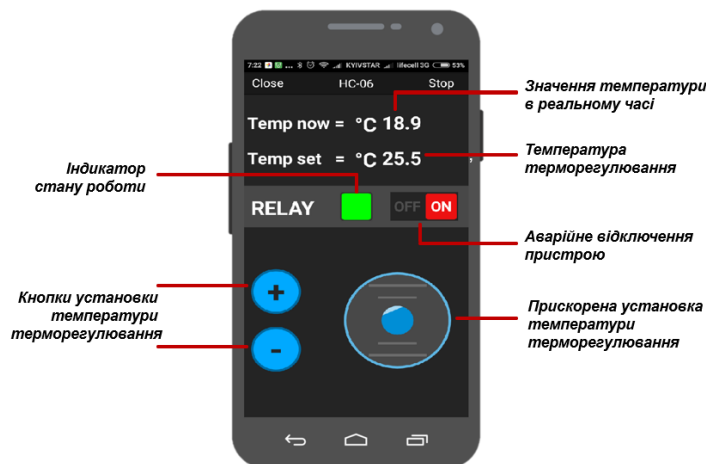 7:22 ... KYIVSTAR lifecell 3G 53%
Close HC-06 Stop
Temp now = °C 18.9
Temp set = °C 25.5
RELAY OFF ON
+
-
Значення температури
в реальному часі
Температура
терморегулювання
Індикатор
стану роботи
Аварійне відключення
пристрою
Кнопки установки
температури
терморегулювання
Прискорена установка
температури
терморегулювання